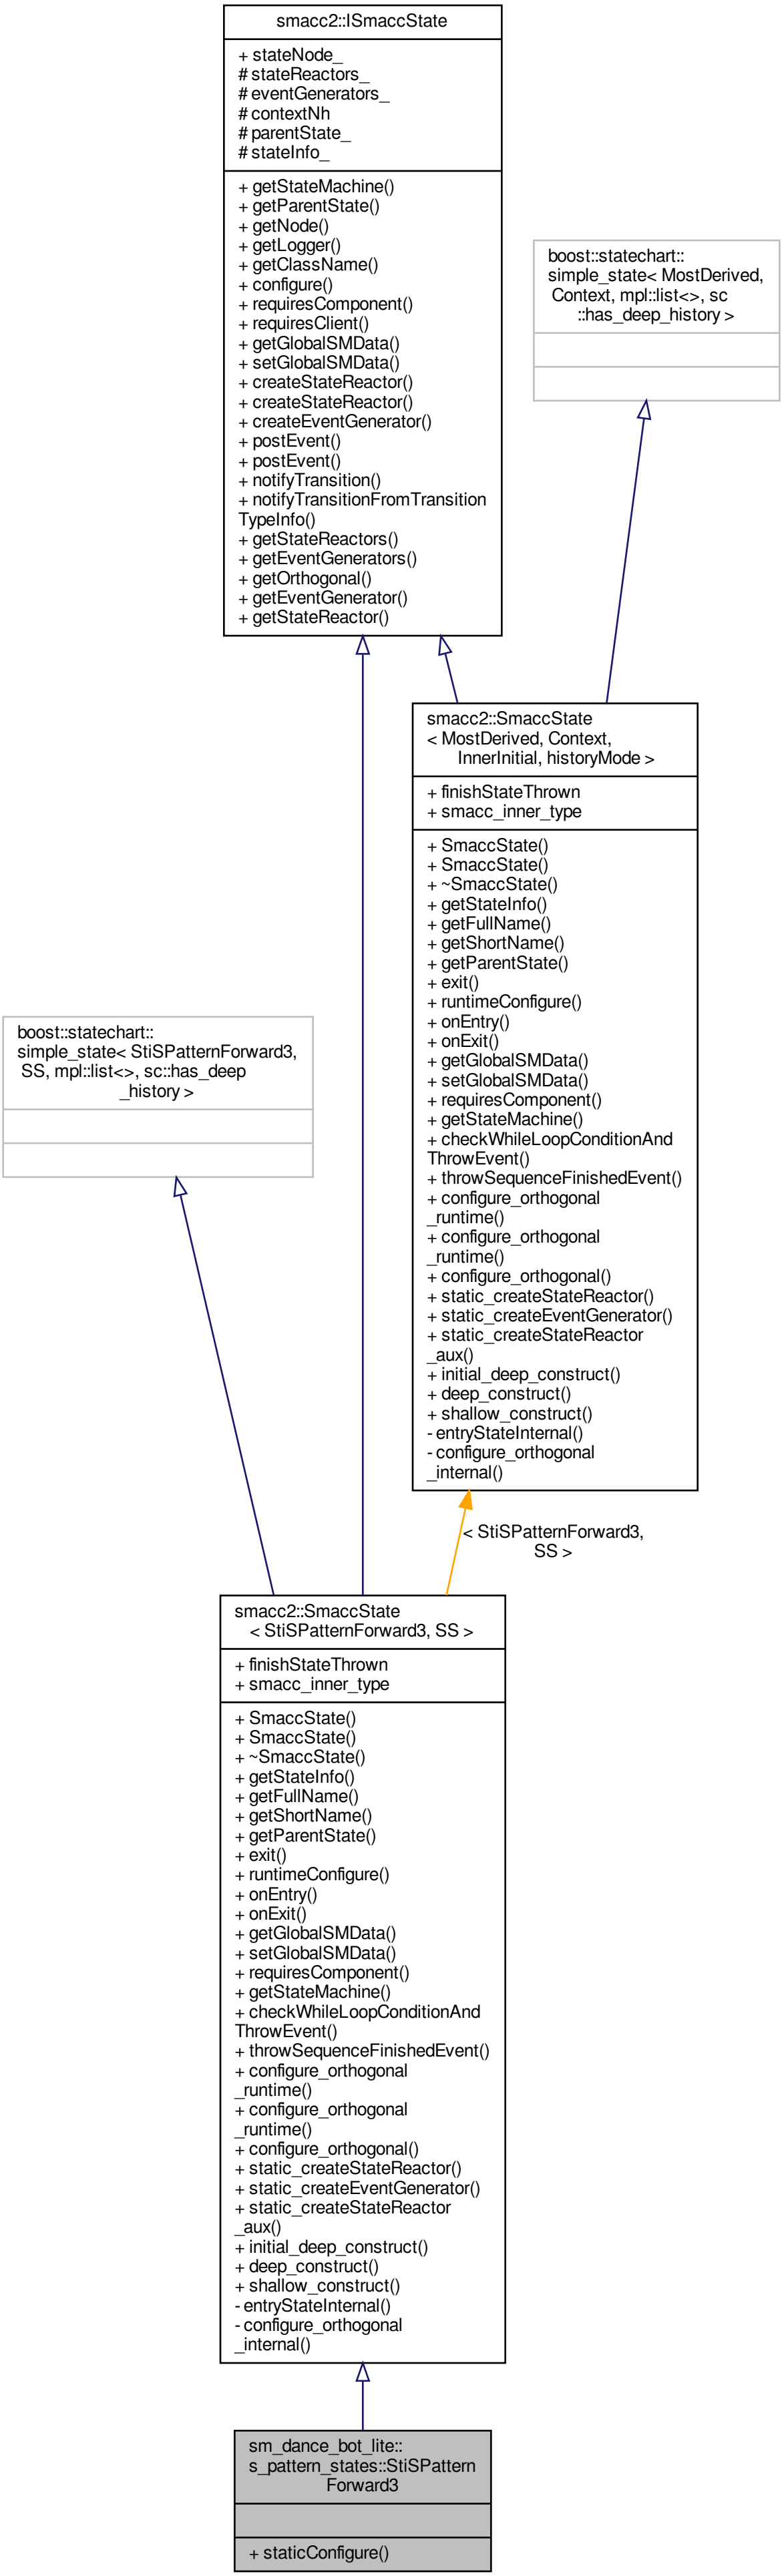 smacc2::ISmaccState
+ stateNode_
# stateReactors_
# eventGenerators_
# contextNh
# parentState_
# stateInfo_
+ getStateMachine()
+ getParentState()
+ getNode()
+ getLogger()
+ getClassName()
+ configure()
+ requiresComponent()
+ requiresClient()
+ getGlobalSMData()
+ setGlobalSMData()
+ createStateReactor()
+ createStateReactor()
+ createEventGenerator()
+ postEvent()
+ postEvent()
+ notifyTransition()
+ notifyTransitionFromTransition
TypeInfo()
+ getStateReactors()
+ getEventGenerators()
+ getOrthogonal()
+ getEventGenerator()
+ getStateReactor()
boost::statechart::
simple_state< MostDerived,
Context, mpl::list<>, sc
::has_deep_history >
smacc2::SmaccState
< MostDerived, Context,
InnerInitial, historyMode >
+ finishStateThrown
+ smacc_inner_type
+ SmaccState()
+ SmaccState()
+ ~SmaccState()
+ getStateInfo()
+ getFullName()
+ getShortName()
+ getParentState()
+ exit()
+ runtimeConfigure()
+ onEntry()
+ onExit()
+ getGlobalSMData()
+ setGlobalSMData()
+ requiresComponent()
+ getStateMachine()
+ checkWhileLoopConditionAnd
ThrowEvent()
+ throwSequenceFinishedEvent()
+ configure_orthogonal
_runtime()
+ configure_orthogonal
_runtime()
+ configure_orthogonal()
+ static_createStateReactor()
+ static_createEventGenerator()
+ static_createStateReactor
_aux()
+ initial_deep_construct()
+ deep_construct()
+ shallow_construct()
- entryStateInternal()
- configure_orthogonal
_internal()
boost::statechart::
simple_state< StiSPatternForward3,
SS, mpl::list<>, sc::has_deep
_history >
< StiSPatternForward3,
SS >
smacc2::SmaccState
< StiSPatternForward3, SS >
+ finishStateThrown
+ smacc_inner_type
+ SmaccState()
+ SmaccState()
+ ~SmaccState()
+ getStateInfo()
+ getFullName()
+ getShortName()
+ getParentState()
+ exit()
+ runtimeConfigure()
+ onEntry()
+ onExit()
+ getGlobalSMData()
+ setGlobalSMData()
+ requiresComponent()
+ getStateMachine()
+ checkWhileLoopConditionAnd
ThrowEvent()
+ throwSequenceFinishedEvent()
+ configure_orthogonal
_runtime()
+ configure_orthogonal
_runtime()
+ configure_orthogonal()
+ static_createStateReactor()
+ static_createEventGenerator()
+ static_createStateReactor
_aux()
+ initial_deep_construct()
+ deep_construct()
+ shallow_construct()
- entryStateInternal()
- configure_orthogonal
_internal()
sm_dance_bot_lite::
s_pattern_states::StiSPattern
Forward3
+ staticConfigure()